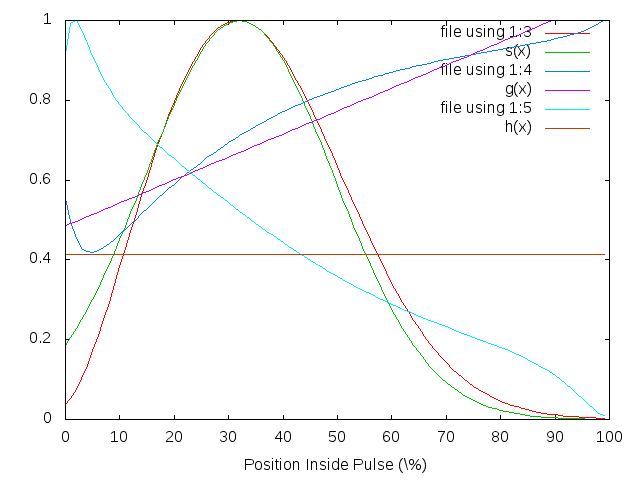 1
0.8
0.6
0.4
0.2
0
0 10 20 30 40 50 60 70 80 90 100
Position Inside Pulse (\%)
file using 1:3
s(x)
file using 1:4
g(x)
file using 1:5
h(x)